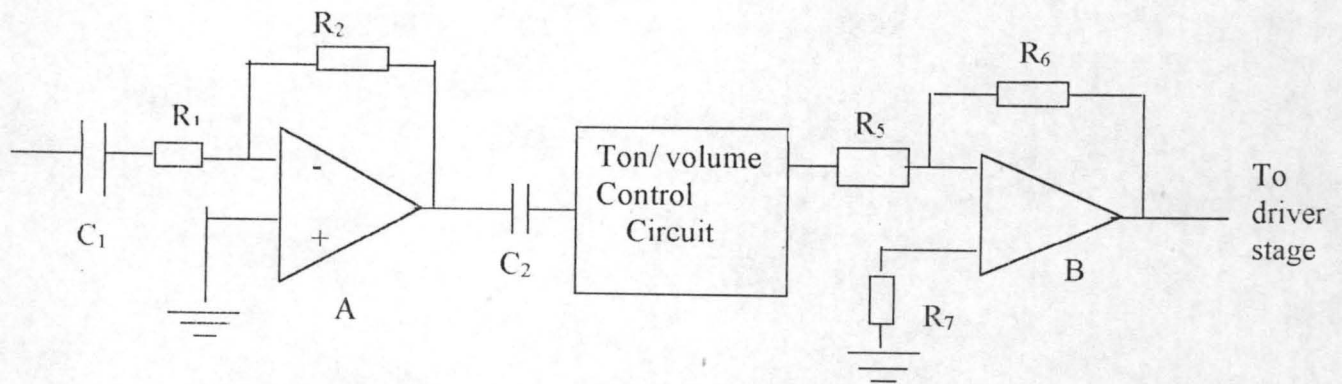 R₂
R₆
R₁
R₅
Ton/ volume
Control
Circuit
-
+
C₁
C₂
A
B
R₇
To
driver
stage